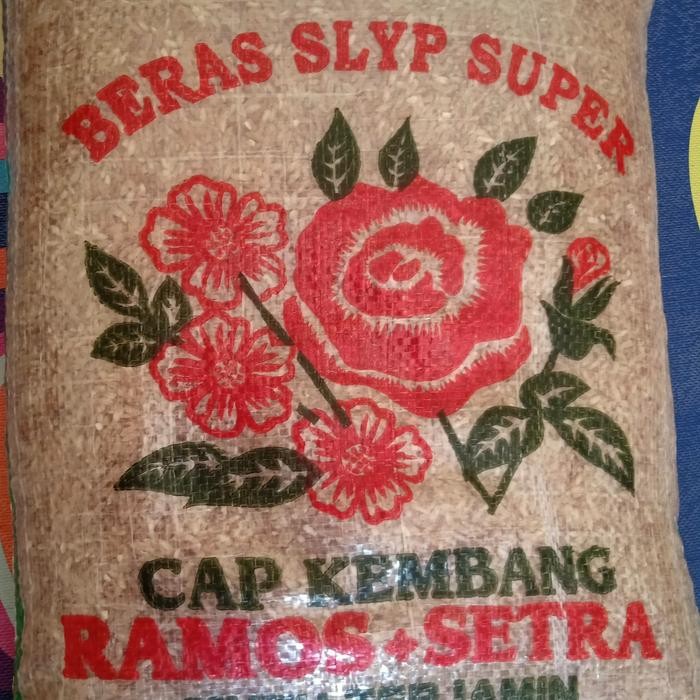 BERAS SLYP SUPER
CAP KEMBANG
RAMOS+SETRA